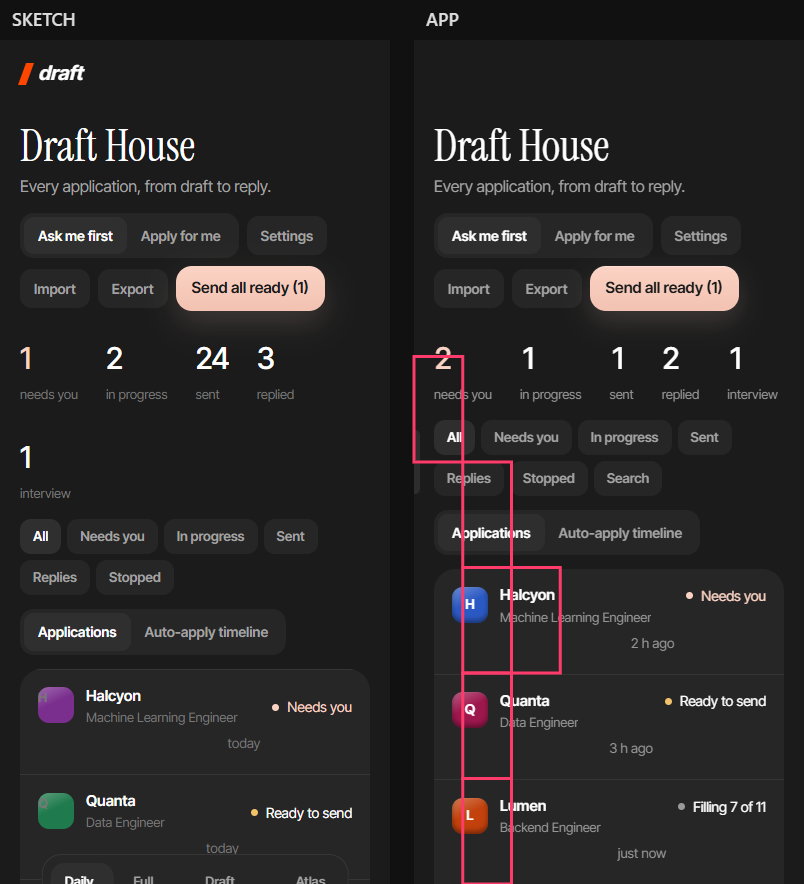 SKETCH
draft
Draft House
Every application, from draft to reply.
Ask me first Apply for me Settings
Import Export Send all ready (1)
1 2 24 3
needs you in progress sent replied
1
interview
All Needs you In progress Sent
Replies Stopped
Applications Auto-apply timeline
H Halcyon
Machine Learning Engineer
Needs you
today
Q Quanta
Data Engineer
Ready to send
today
Daily Full Draft Atlas
APP
Draft House
Every application, from draft to reply.
Ask me first Apply for me Settings
Import Export Send all ready (1)
2 1 1 2 1
needs you in progress sent replied interview
All Needs you In progress Sent
Replies Stopped Search
Applications Auto-apply timeline
H Halcyon
Machine Learning Engineer
Needs you
2 h ago
Q Quanta
Data Engineer
Ready to send
3 h ago
L Lumen
Backend Engineer
Filling 7 of 11
just now